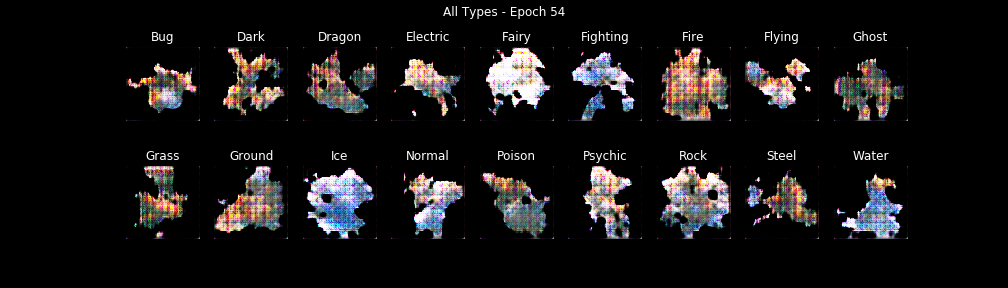 All Types - Epoch 54
Bug Dark Dragon Electric Fairy Fighting Fire Flying Ghost
Grass Ground Ice Normal Poison Psychic Rock Steel Water